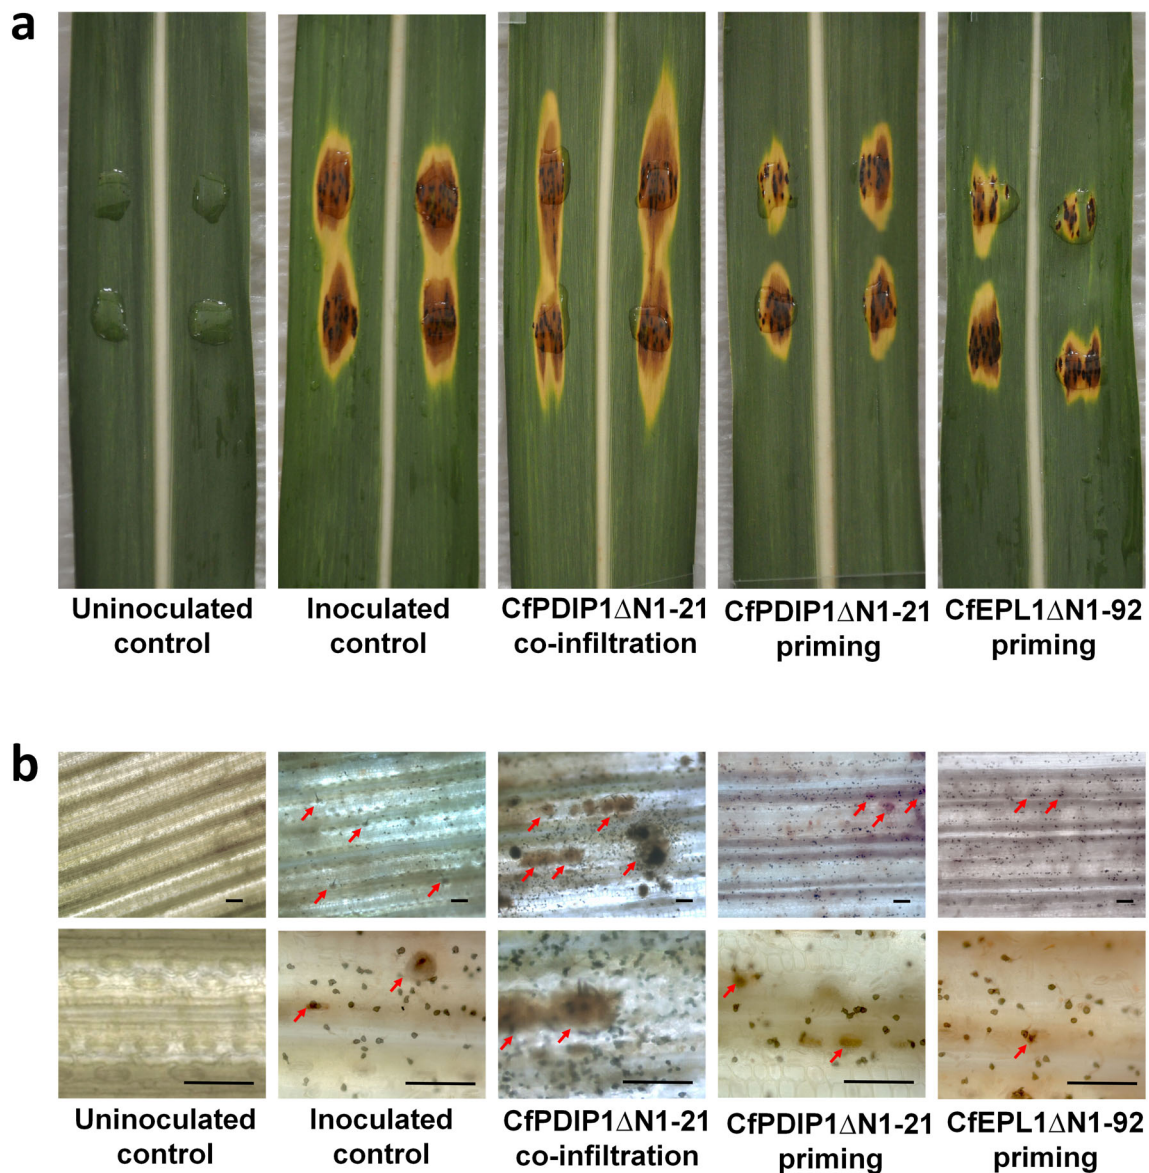 a
Uninoculated
control
Inoculated
control
CfPDIP1ΔN1-21
co-infiltration
CfPDIP1ΔN1-21
priming
CfEPL1ΔN1-92
priming
b
Uninoculated
control
Inoculated
control
CfPDIP1ΔN1-21
co-infiltration
CfPDIP1ΔN1-21
priming
CfEPL1ΔN1-92
priming